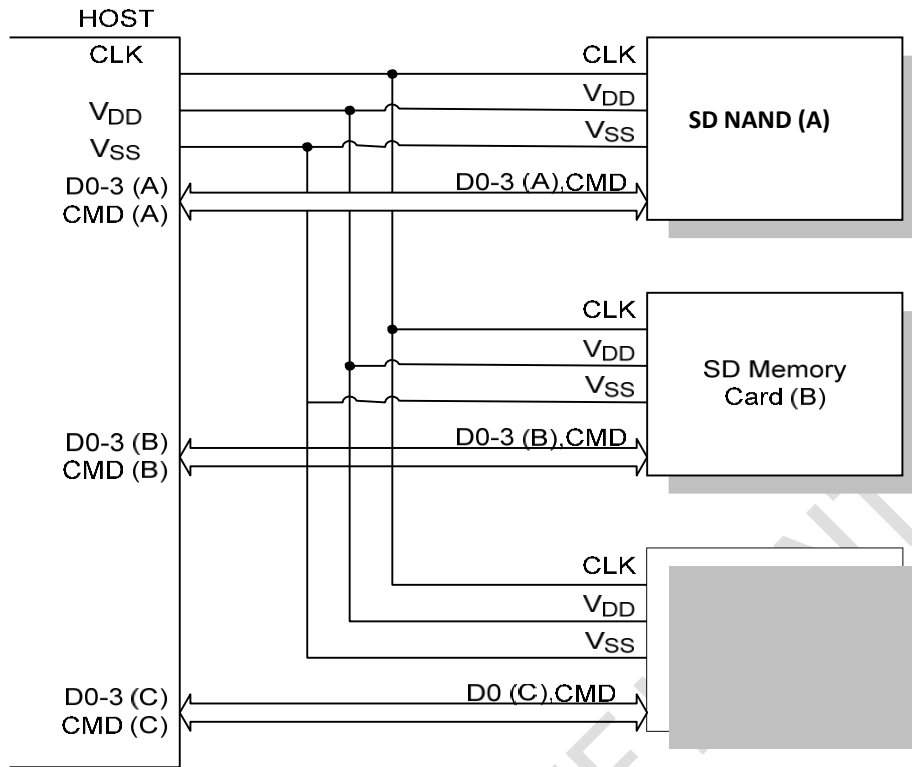 HOST
CLK
CLK
VDD
VDD
VSS
VSS
SD NAND (A)
D0-3 (A)
D0-3 (A),CMD
CMD (A)
CLK
VDD
VSS
SD Memory
Card (B)
D0-3 (B)
D0-3 (B),CMD
CMD (B)
CLK
VDD
VSS
D0-3 (C)
D0 (C),CMD
CMD (C)